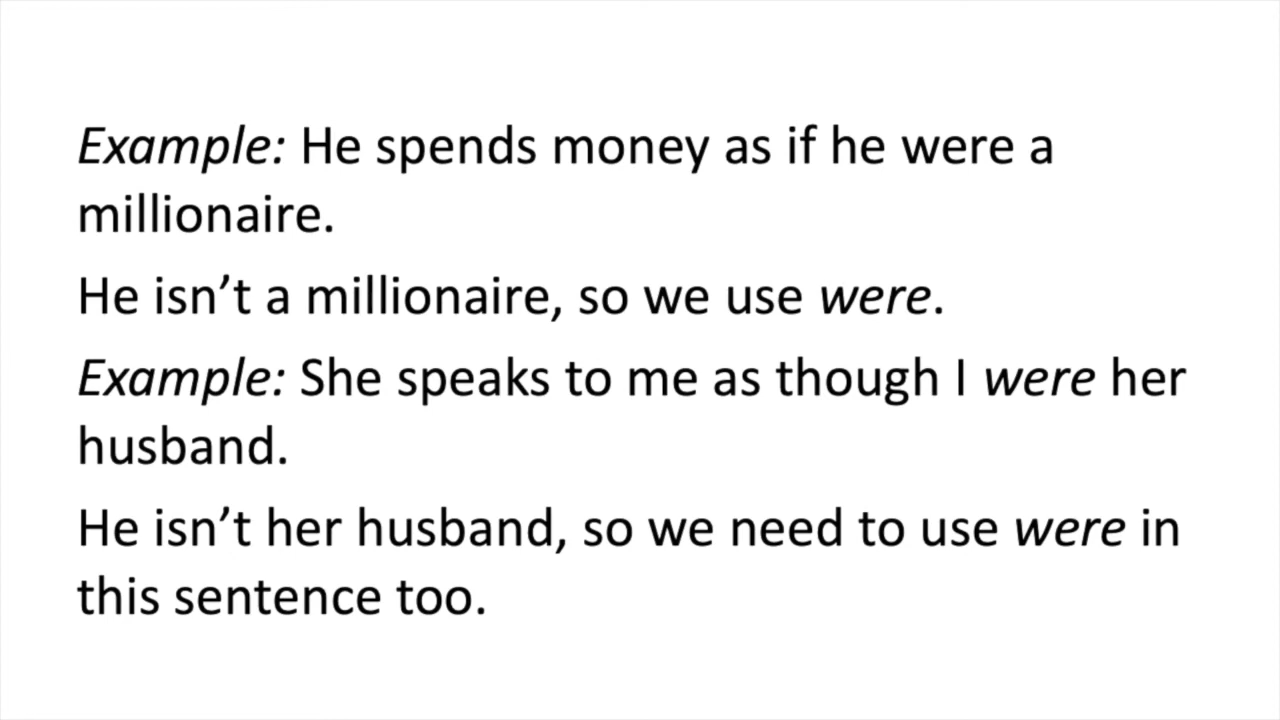 Example: He spends money as if he were a
millionaire.
He isn’t a millionaire, so we use were.
Example: She speaks to me as though I were her
husband.
He isn’t her husband, so we need to use were in
this sentence too.